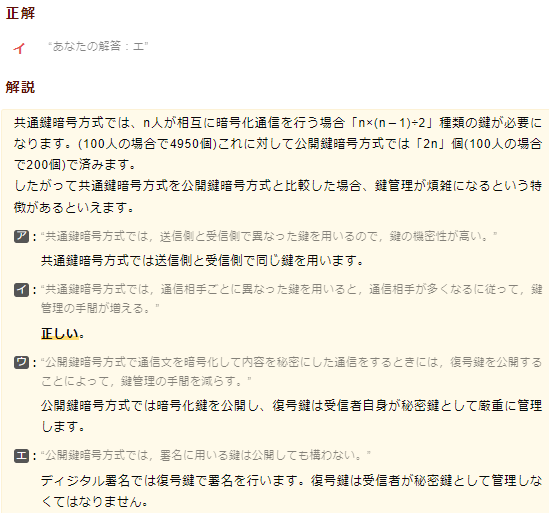 正解
イ “あなたの解答：エ”
解説
共通鍵暗号方式では、n人が相互に暗号化通信を行う場合「n×(n－1)÷2」種類の鍵が必要に
なります。(100人の場合で4950個)これに対して公開鍵暗号方式では「2n」個(100人の場合
で200個)で済みます。
したがって共通鍵暗号方式を公開鍵暗号方式と比較した場合、鍵管理が煩雑になるという特
徴があるといえます。
ア：“共通鍵暗号方式では，送信側と受信側で異なった鍵を用いるので，鍵の機密性が高い。”
共通鍵暗号方式では送信側と受信側で同じ鍵を用います。
イ：“共通鍵暗号方式では，通信相手ごとに異なった鍵を用いると，通信相手が多くなるに従って，鍵
管理の手間が増える。”
正しい。
ウ：“公開鍵暗号方式で通信文を暗号化して内容を秘密にした通信をするときには，復号鍵を公開する
ことによって，鍵管理の手間を減らす。”
公開鍵暗号方式では暗号化鍵を公開し、復号鍵は受信者自身が秘密鍵として厳重に管理
します。
エ：“公開鍵暗号方式では，署名に用いる鍵は公開しても構わない。”
ディジタル署名では復号鍵で署名を行います。復号鍵は受信者が秘密鍵として管理しな
くてはなりません。